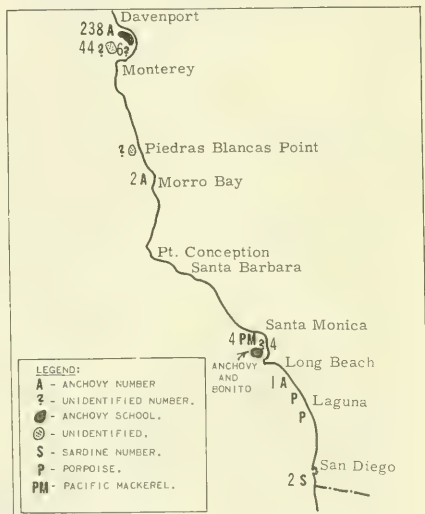 Davenport
238 A
44 ? 6 ?
Monterey
? Piedras Blancas Point
2 A Morro Bay
Pt. Conception
Santa Barbara
Santa Monica
4 PM ? 4
ANCHOVY
AND
BONITO
Long Beach
1 A
P Laguna
P
San Diego
2 S
LEGEND:
A - ANCHOVY NUMBER
? - UNIDENTIFIED NUMBER.
- ANCHOVY SCHOOL.
- UNIDENTIFIED.
S - SARDINE NUMBER.
P - PORPOISE.
PM - PACIFIC MACKEREL.